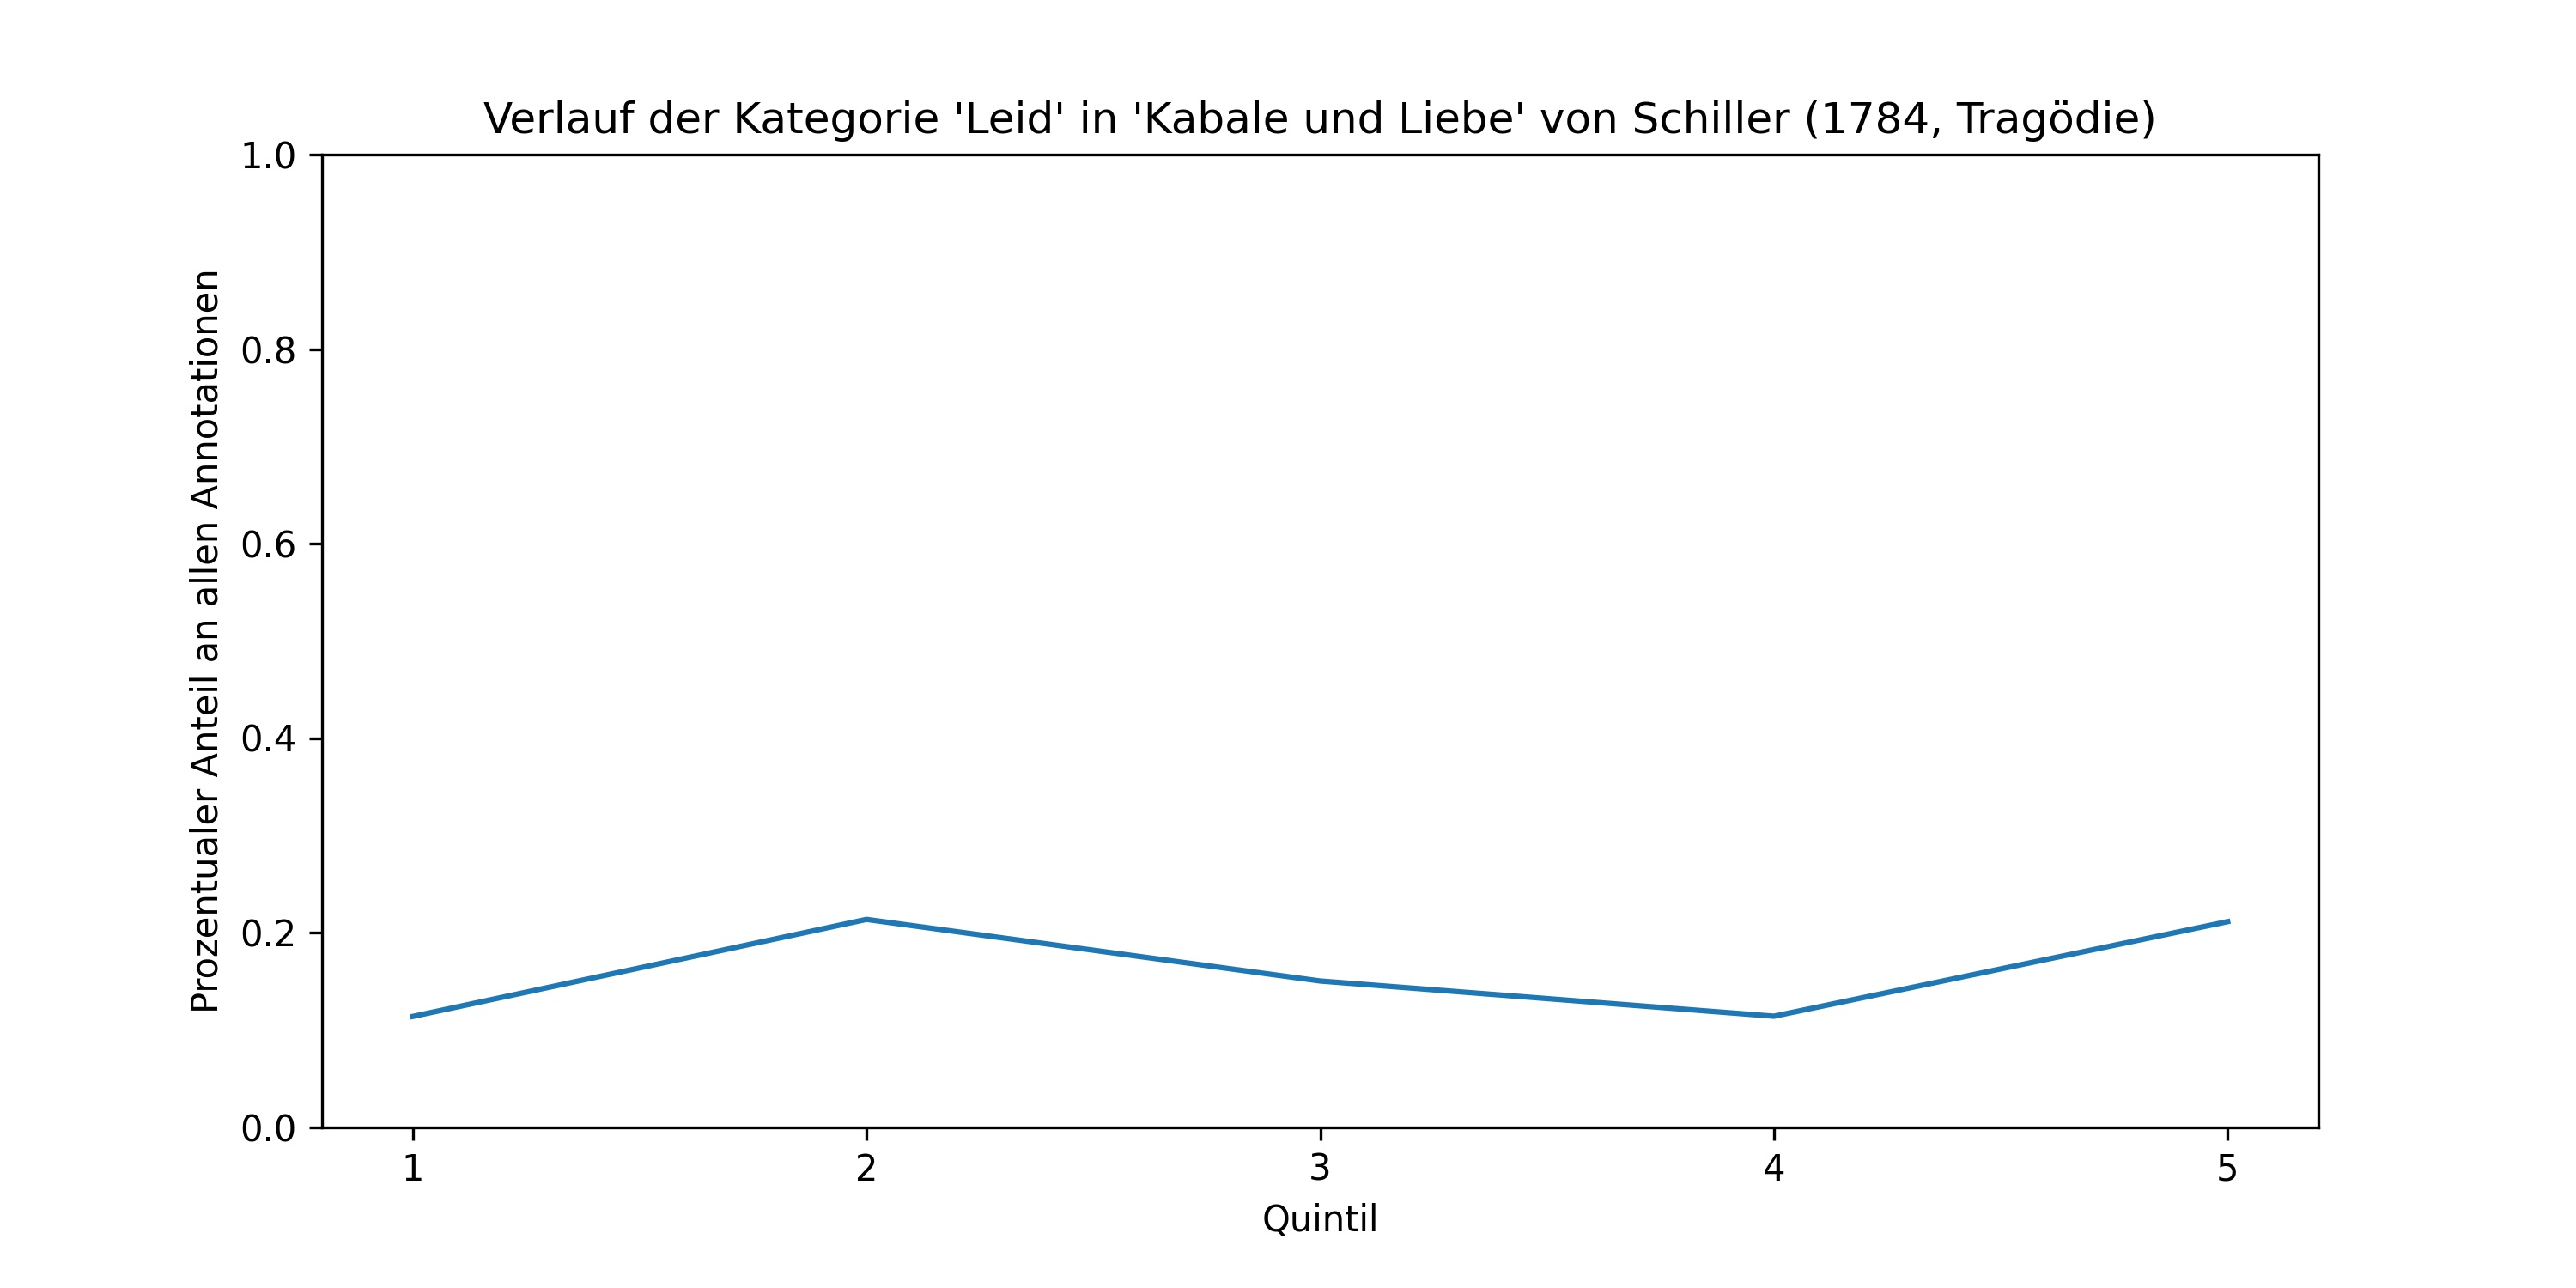 Verlauf der Kategorie 'Leid' in 'Kabale und Liebe' von Schiller (1784, Tragödie)
Prozentualer Anteil an allen Annotationen
1.0
0.8
0.6
0.4
0.2
0.0
1 2 3 4 5
Quintil